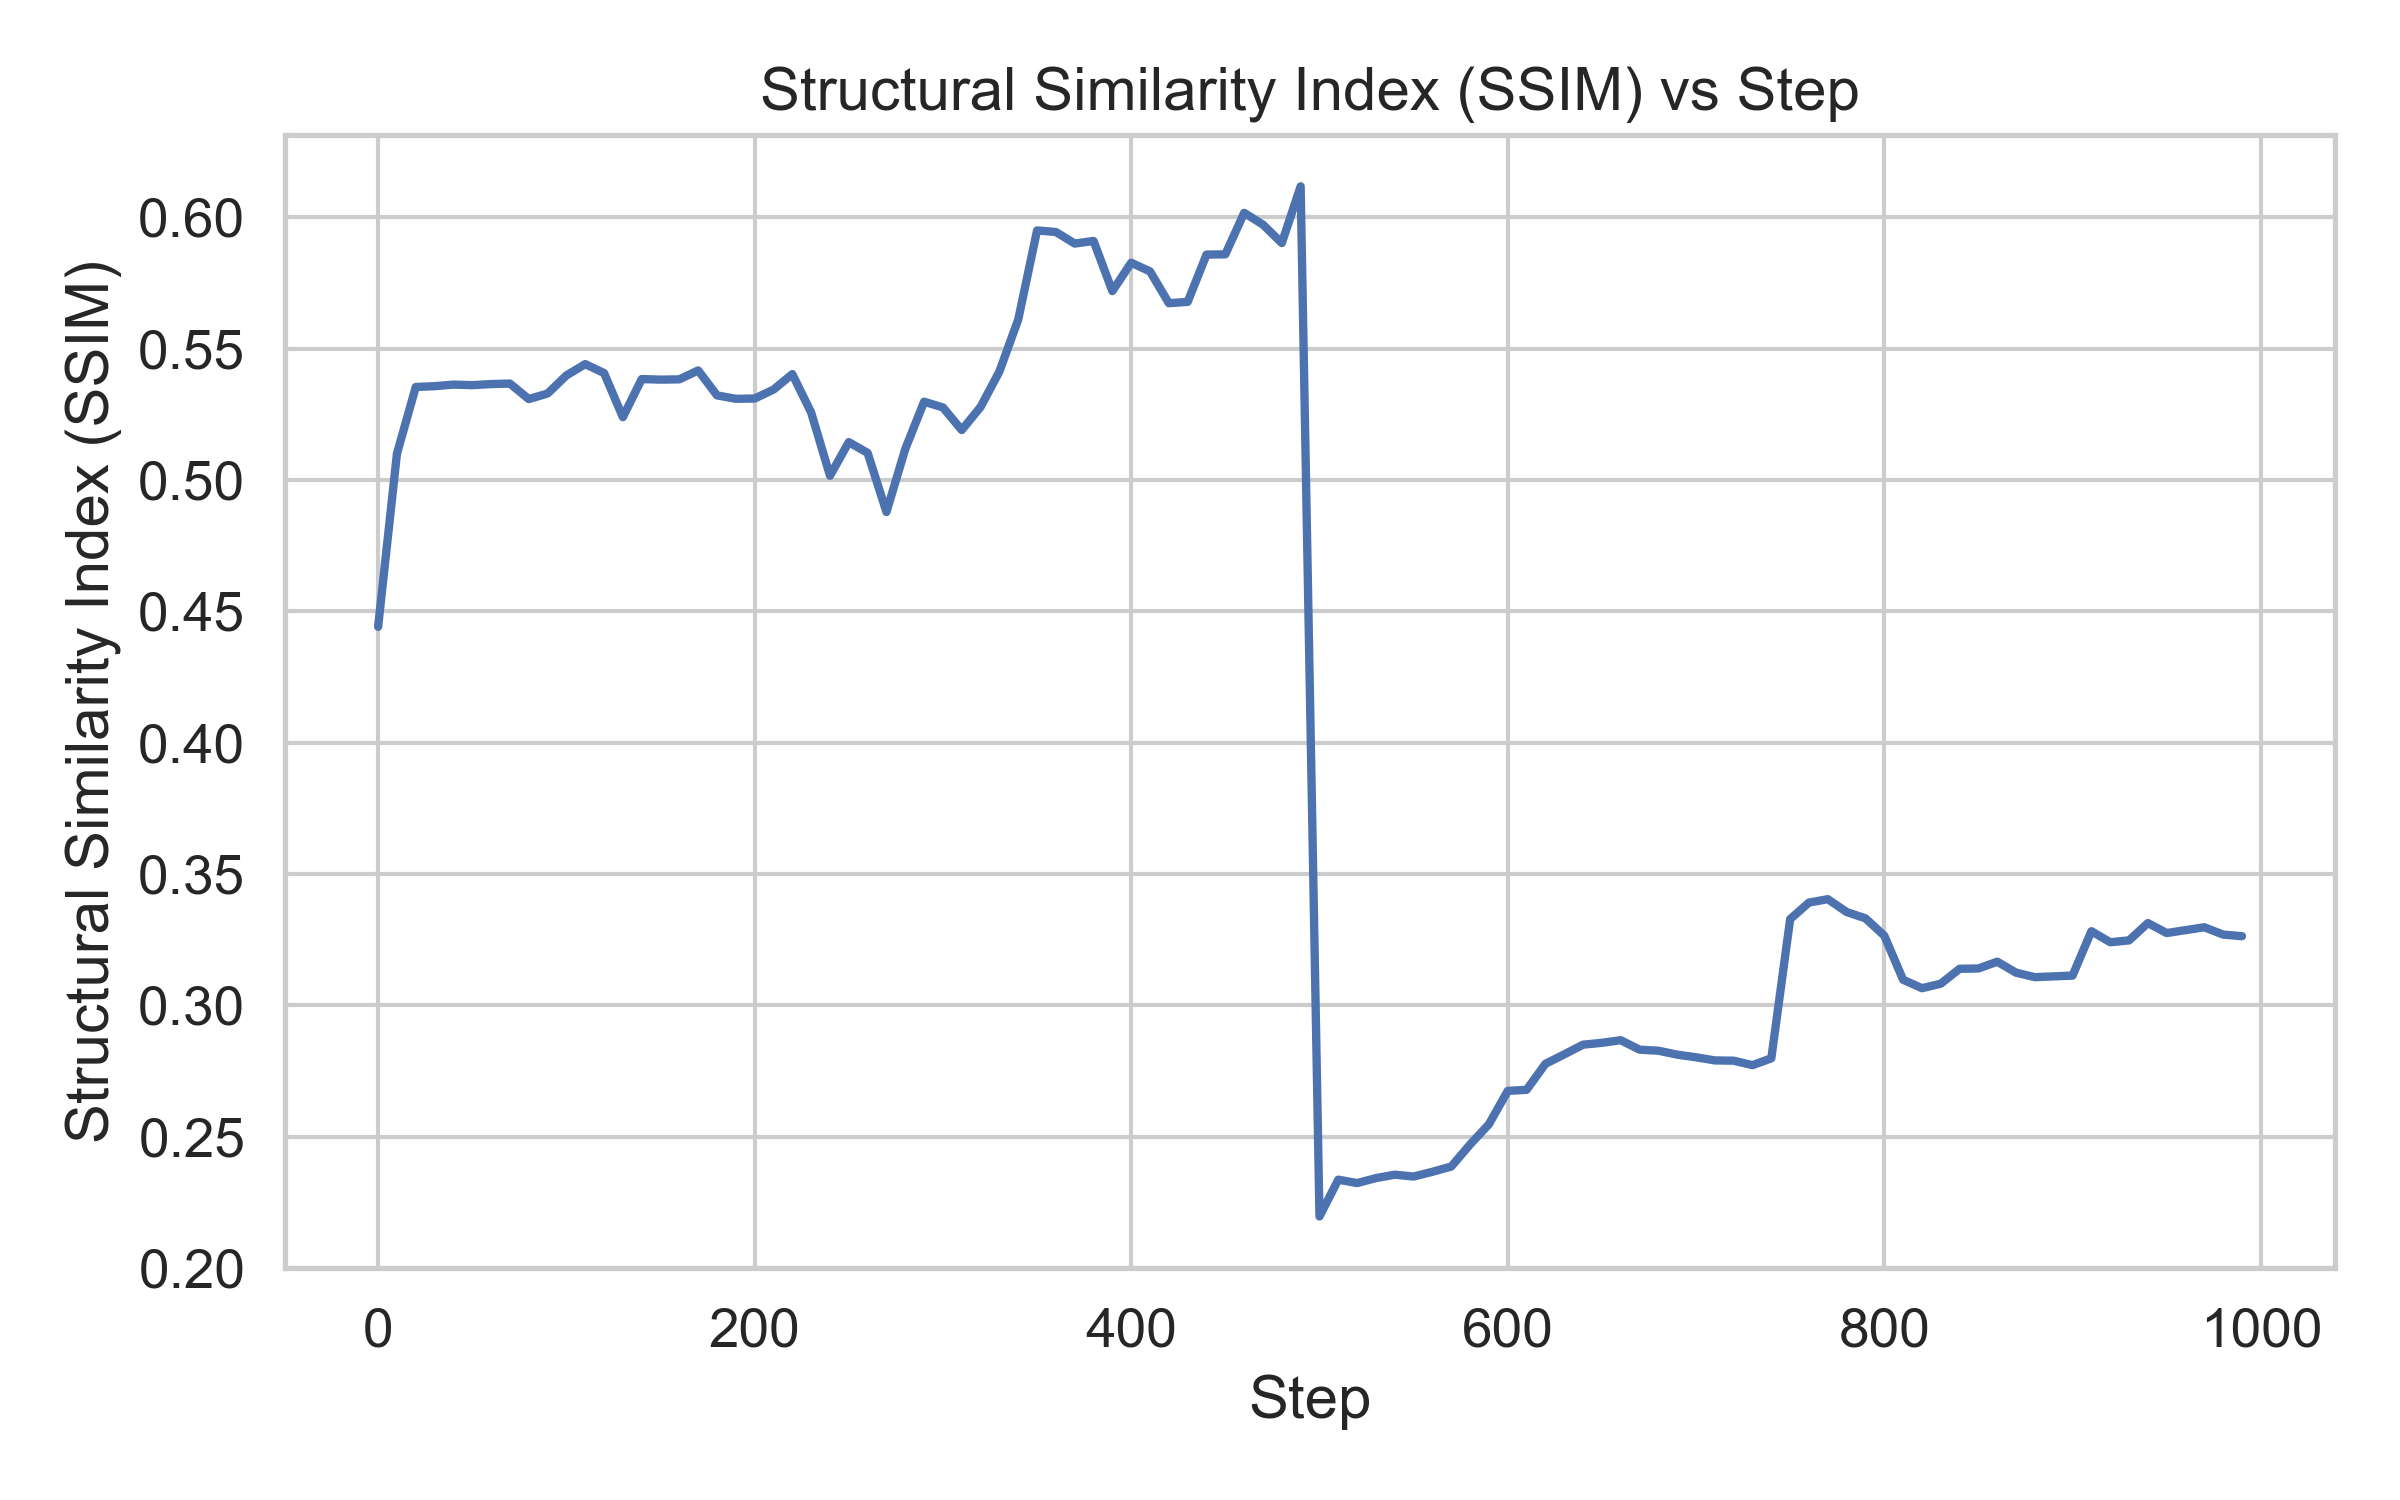 Structural Similarity Index (SSIM) vs Step
Structural Similarity Index (SSIM)
0.60
0.55
0.50
0.45
0.40
0.35
0.30
0.25
0.20
0 200 400 600 800 1000
Step